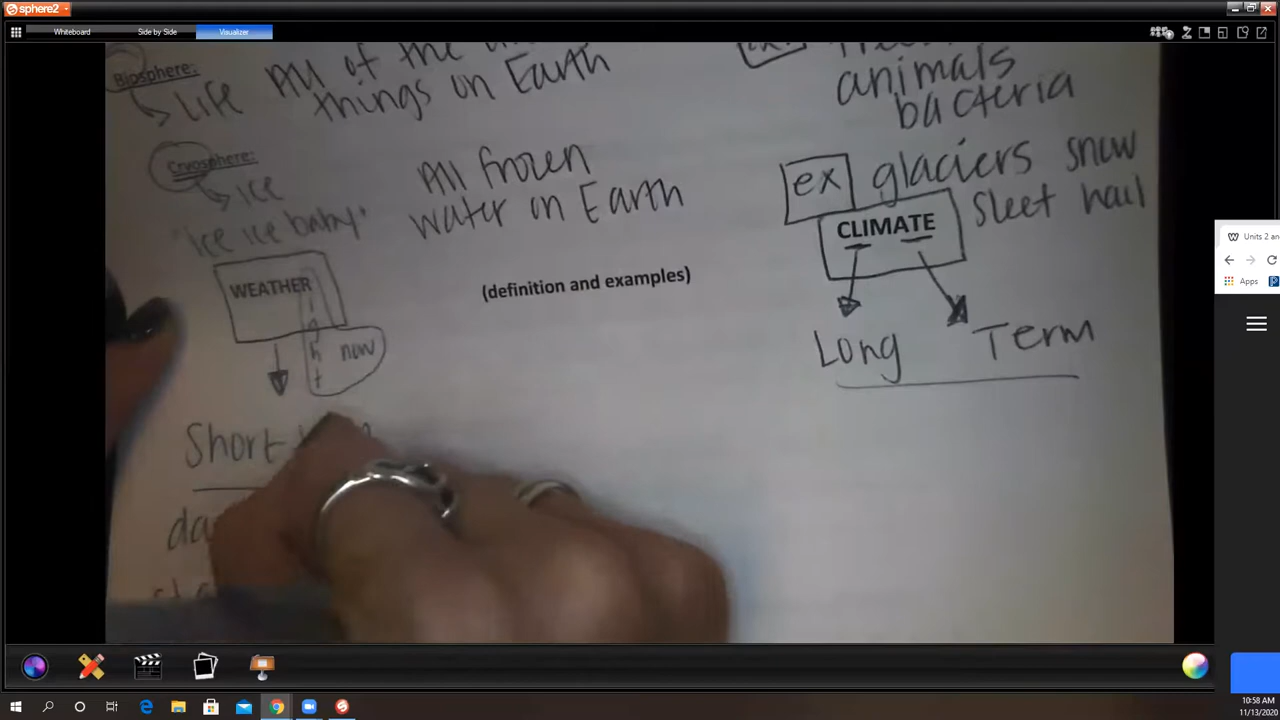 sphere2
Whiteboard Side by Side Visualizer
Biosphere:
Life
All of the
things on Earth
animals
bacteria
Cryosphere:
ice
"ice ice baby"
All frozen
water on Earth
ex glaciers snow
sleet hail
WEATHER
right now
(definition and examples)
CLIMATE
Long Term
Short
Units 2 an
Apps
10:58 AM
11/13/2020